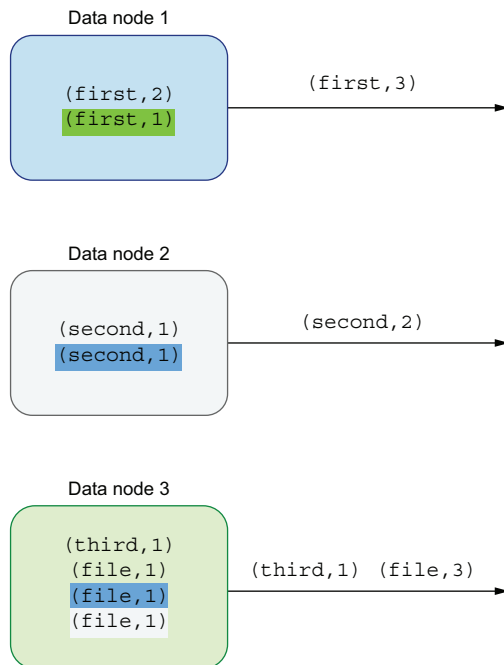 Data node 1
(first,2)
(first,1)
(first,3)
Data node 2
(second,1)
(second,1)
(second,2)
Data node 3
(third,1)
(file,1)
(file,1)
(file,1)
(third,1) (file,3)